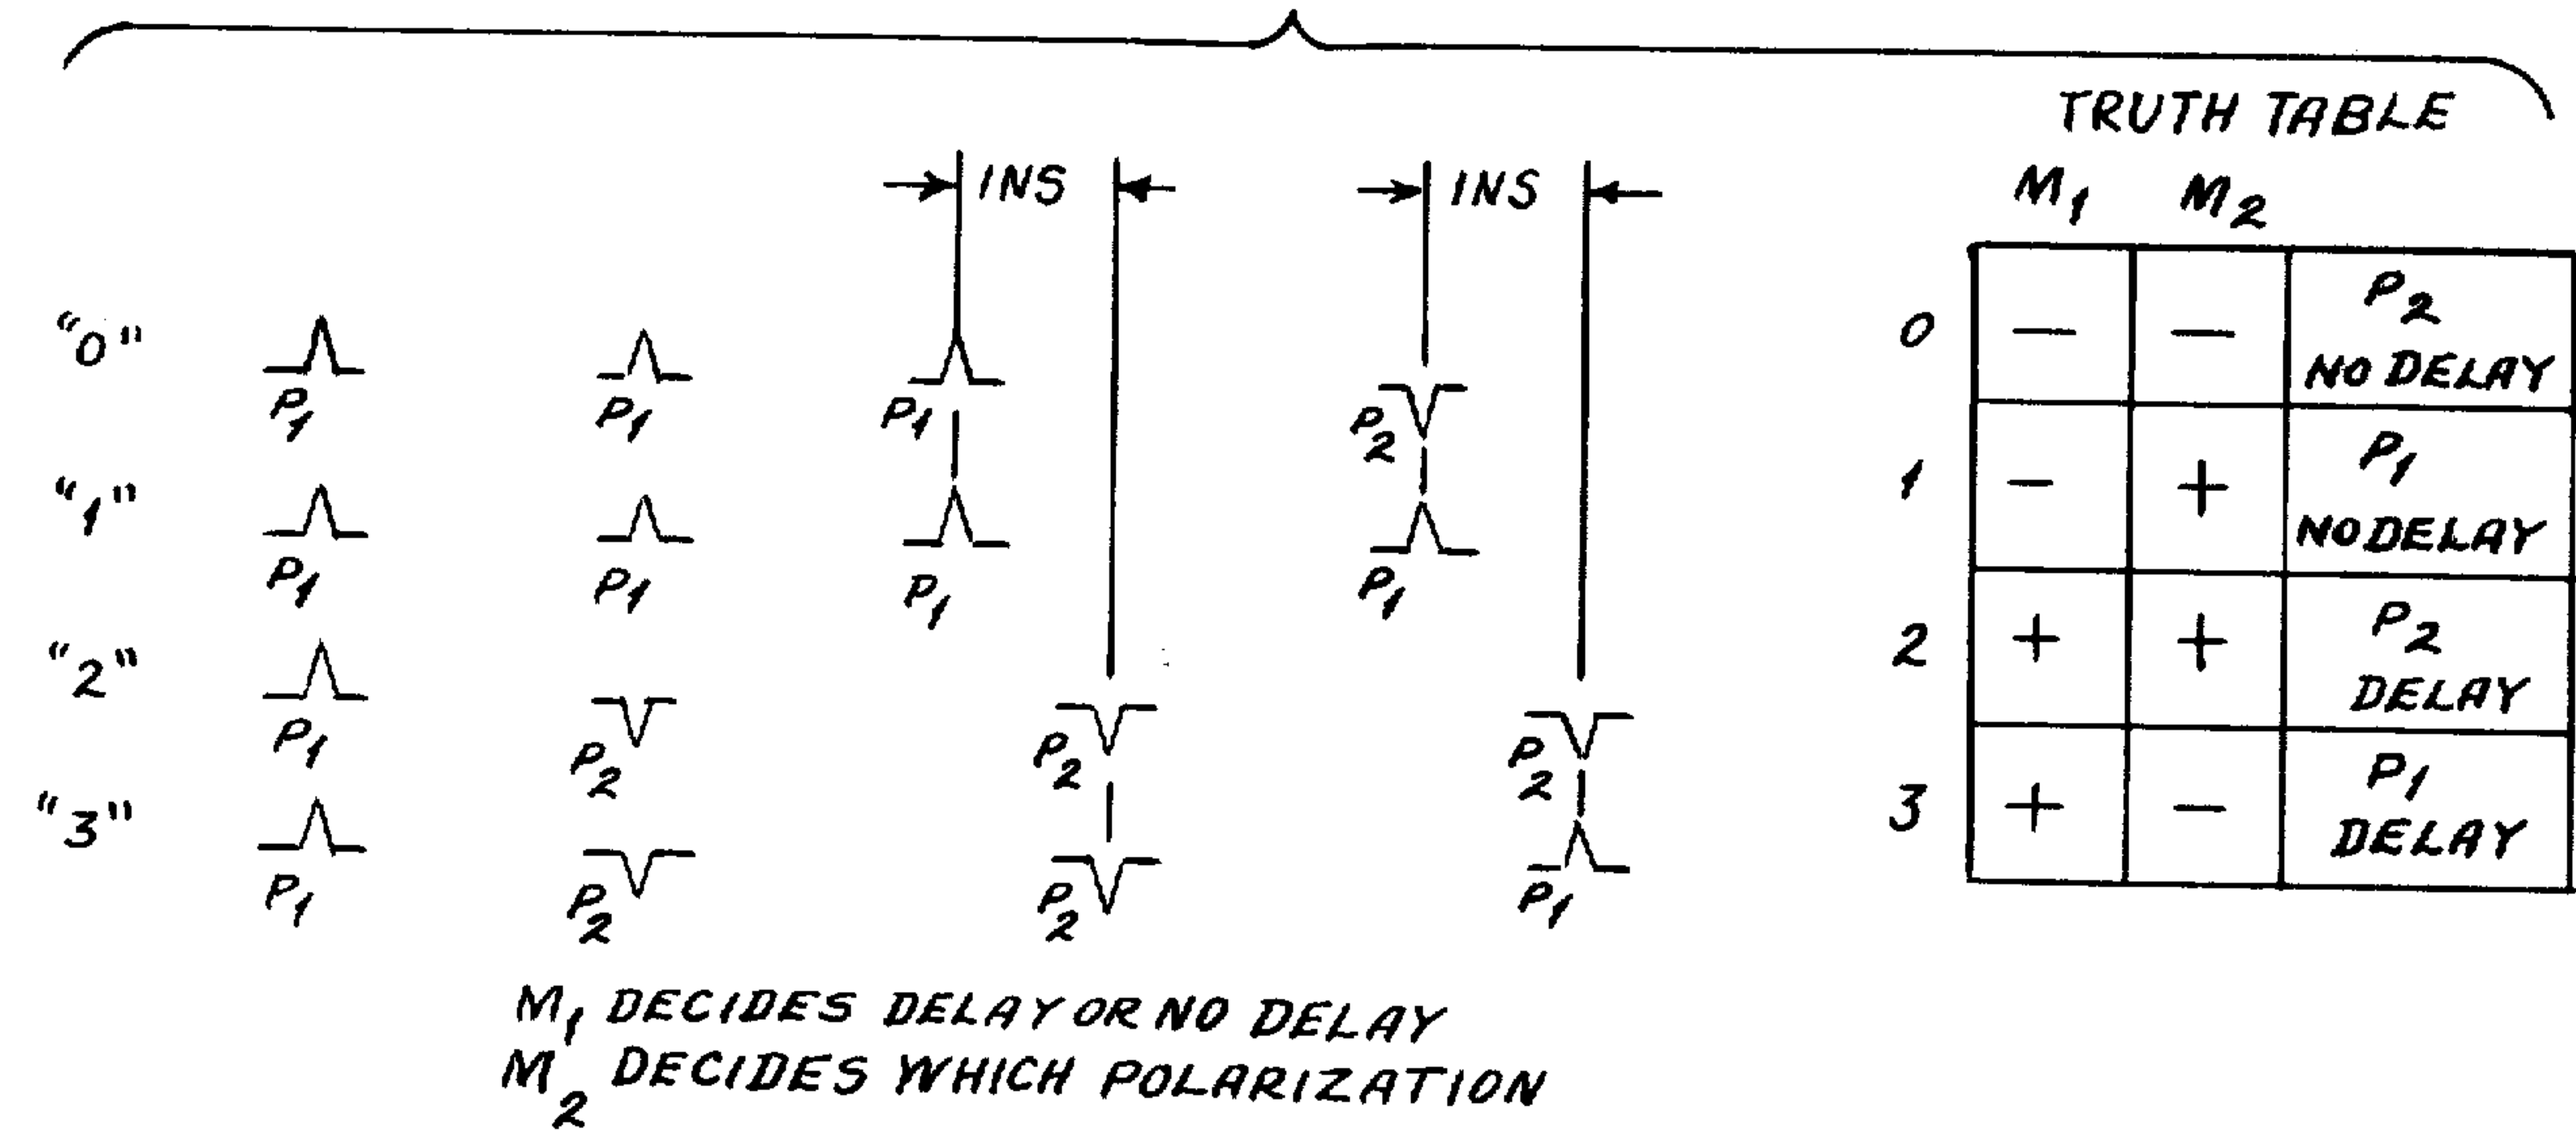 TRUTH TABLE
1NS 1NS M1 M2
"0" P1 P1 P1 P2 0 — — P2 NO DELAY
"1" P1 P1 P1 P1 1 — + P1 NO DELAY
"2" P1 P2 P2 P2 2 + + P2 DELAY
"3" P1 P2 P2 P1 3 + — P1 DELAY
M1 DECIDES DELAY OR NO DELAY
M2 DECIDES WHICH POLARIZATION